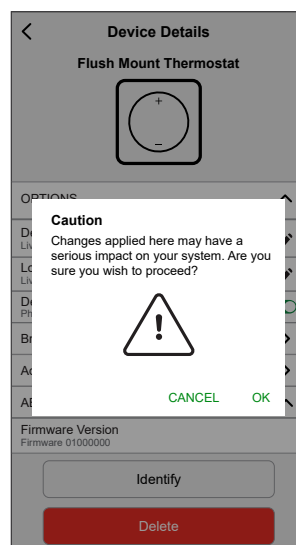 Device Details
Flush Mount Thermostat
OPTIONS
Caution
Changes applied here may have a
serious impact on your system. Are you
sure you wish to proceed?
CANCEL OK
Firmware Version
Firmware 01000000
Identify
Delete